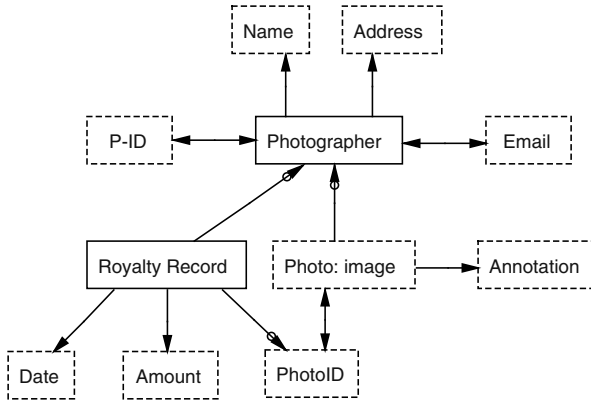 Name
Address
P-ID
Photographer
Email
Royalty Record
Photo: image
Annotation
Date
Amount
PhotoID